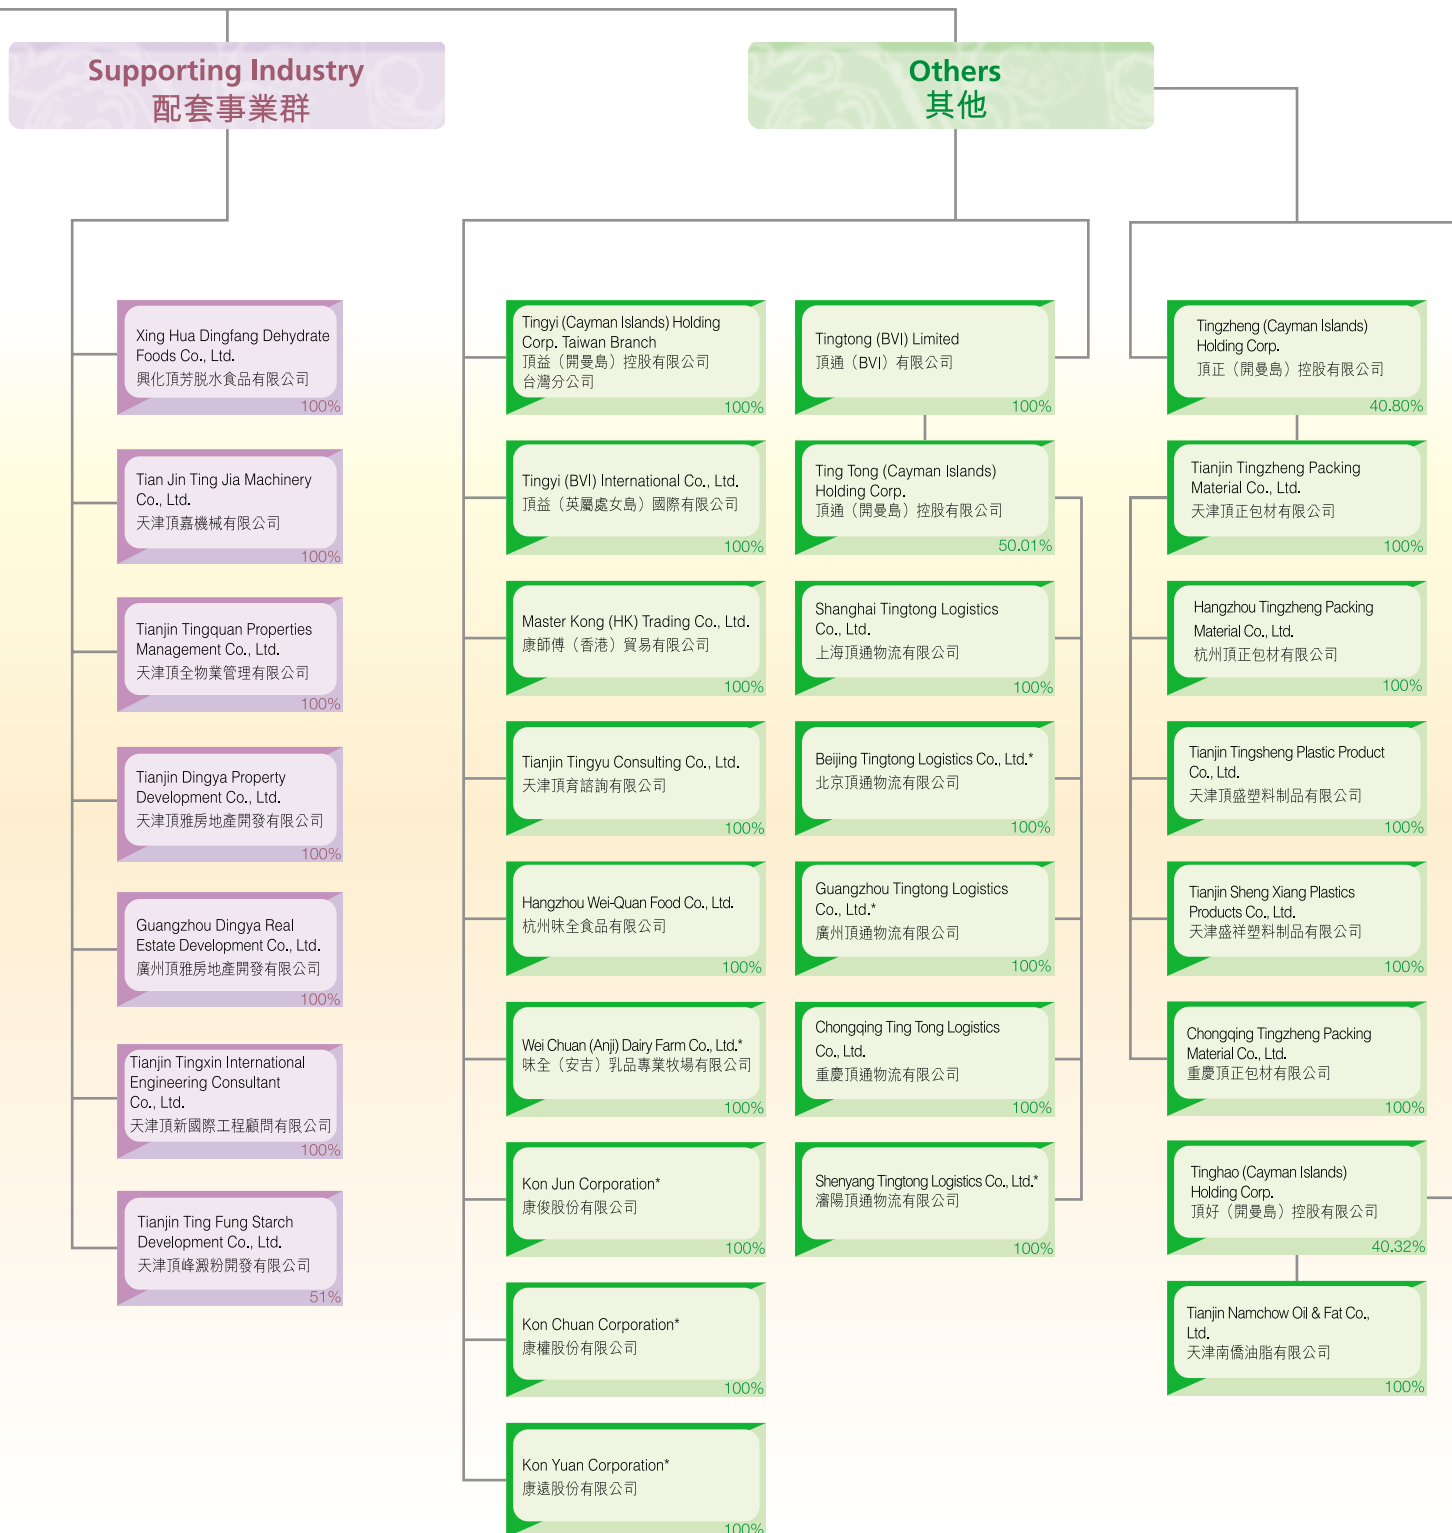 Supporting Industry
配套事業群
Others
其他
Xing Hua Dingfang Dehydrate
Foods Co., Ltd.
興化頂芳脱水食品有限公司
100%
Tian Jin Ting Jia Machinery
Co., Ltd.
天津頂嘉機械有限公司
100%
Tianjin Tingquan Properties
Management Co., Ltd.
天津頂全物業管理有限公司
100%
Tianjin Dingya Property
Development Co., Ltd.
天津頂雅房地產開發有限公司
100%
Guangzhou Dingya Real
Estate Development Co., Ltd.
廣州頂雅房地產開發有限公司
100%
Tianjin Tingxin International
Engineering Consultant
Co., Ltd.
天津頂新國際工程顧問有限公司
100%
Tianjin Ting Fung Starch
Development Co., Ltd.
天津頂峰澱粉開發有限公司
51%
Tingyi (Cayman Islands) Holding
Corp. Taiwan Branch
頂益（開曼島）控股有限公司
台灣分公司
100%
Tingyi (BVI) International Co., Ltd.
頂益（英屬處女島）國際有限公司
100%
Master Kong (HK) Trading Co., Ltd.
康師傅（香港）貿易有限公司
100%
Tianjin Tingyu Consulting Co., Ltd.
天津頂育諮詢有限公司
100%
Hangzhou Wei-Quan Food Co., Ltd.
杭州味全食品有限公司
100%
Wei Chuan (Anji) Dairy Farm Co., Ltd.*
味全（安吉）乳品專業牧場有限公司
100%
Kon Jun Corporation*
康俊股份有限公司
100%
Kon Chuan Corporation*
康權股份有限公司
100%
Kon Yuan Corporation*
康遠股份有限公司
100%
Tingtong (BVI) Limited
頂通（BVI）有限公司
100%
Ting Tong (Cayman Islands)
Holding Corp.
頂通（開曼島）控股有限公司
50.01%
Shanghai Tingtong Logistics
Co., Ltd.
上海頂通物流有限公司
100%
Beijing Tingtong Logistics Co., Ltd.*
北京頂通物流有限公司
100%
Guangzhou Tingtong Logistics
Co., Ltd.*
廣州頂通物流有限公司
100%
Chongqing Ting Tong Logistics
Co., Ltd.
重慶頂通物流有限公司
100%
Shenyang Tingtong Logistics Co., Ltd.*
瀋陽頂通物流有限公司
100%
Tingzheng (Cayman Islands)
Holding Corp.
頂正（開曼島）控股有限公司
40.80%
Tianjin Tingzheng Packing
Material Co., Ltd.
天津頂正包材有限公司
100%
Hangzhou Tingzheng Packing
Material Co., Ltd.
杭州頂正包材有限公司
100%
Tianjin Tingsheng Plastic Product
Co., Ltd.
天津頂盛塑料制品有限公司
100%
Tianjin Sheng Xiang Plastics
Products Co., Ltd.
天津盛祥塑料制品有限公司
100%
Chongqing Tingzheng Packing
Material Co., Ltd.
重慶頂正包材有限公司
100%
Tinghao (Cayman Islands)
Holding Corp.
頂好（開曼島）控股有限公司
40.32%
Tianjin Namchow Oil & Fat Co.,
Ltd.
天津南僑油脂有限公司
100%